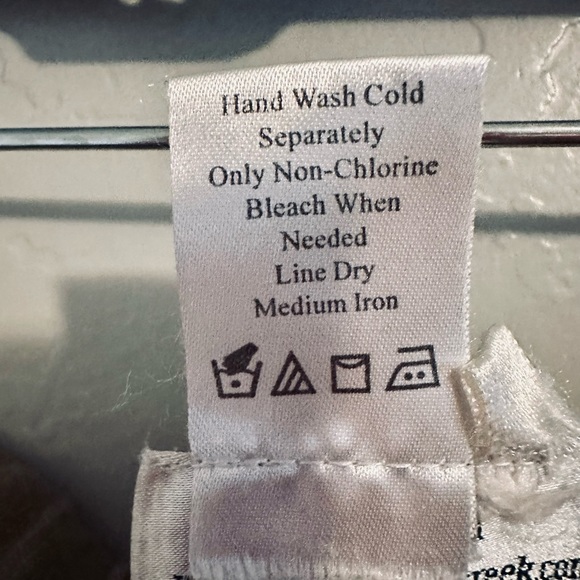 Hand Wash Cold
Separately
Only Non-Chlorine
Bleach When
Needed
Line Dry
Medium Iron